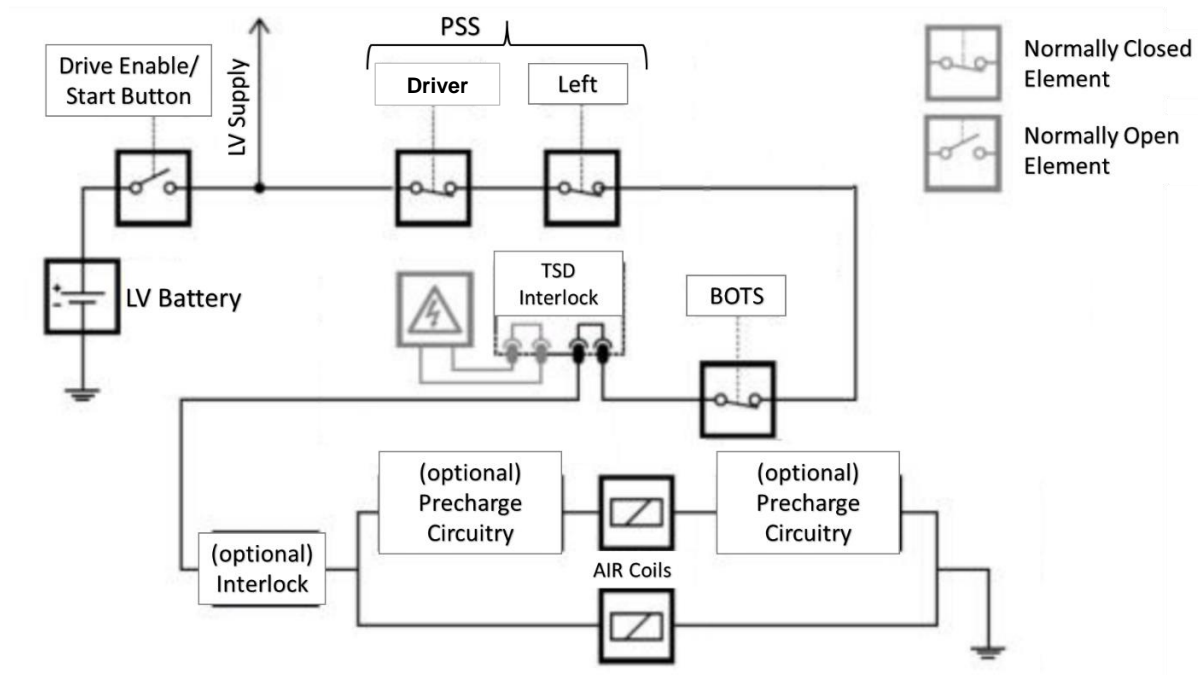 PSS
Drive Enable/
Start Button
LV Supply
Driver
Left
Normally Closed
Element
Normally Open
Element
LV Battery
+
-
TSD
Interlock
BOTS
(optional)
Precharge
Circuitry
(optional)
Precharge
Circuitry
(optional)
Interlock
AIR Coils